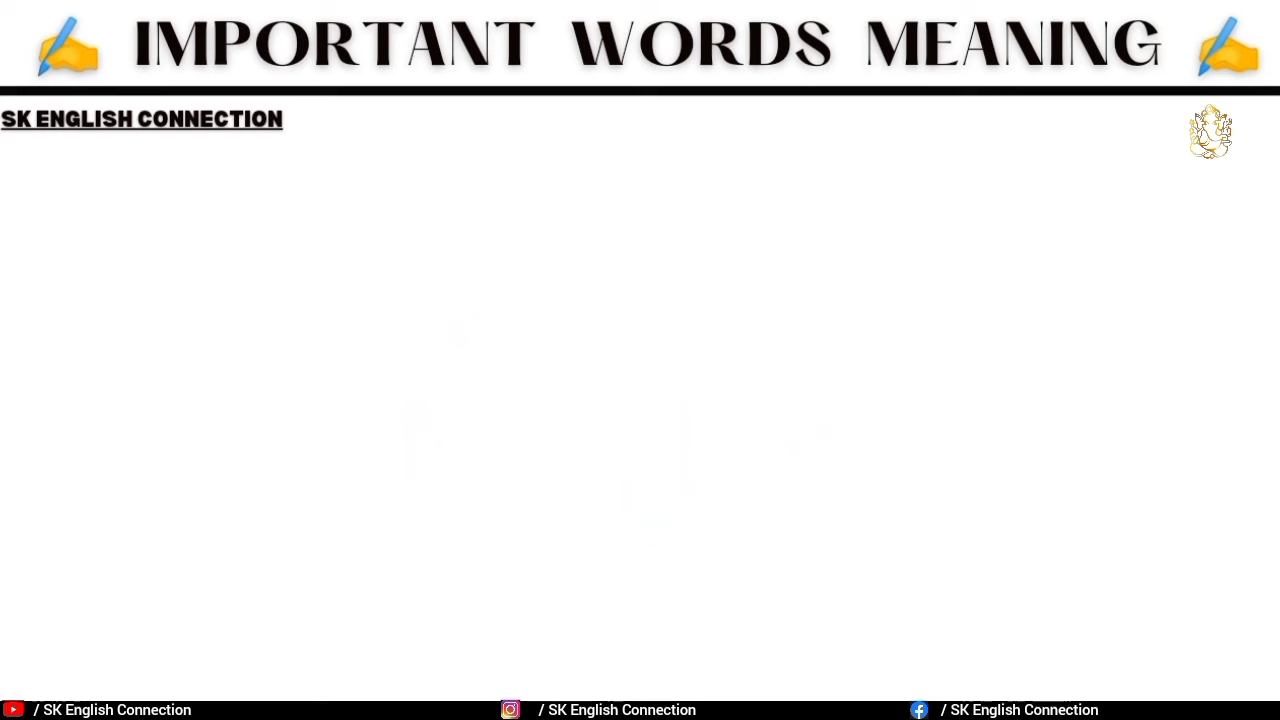 IMPORTANT WORDS MEANING
SK ENGLISH CONNECTION
/ SK English Connection
/ SK English Connection
/ SK English Connection